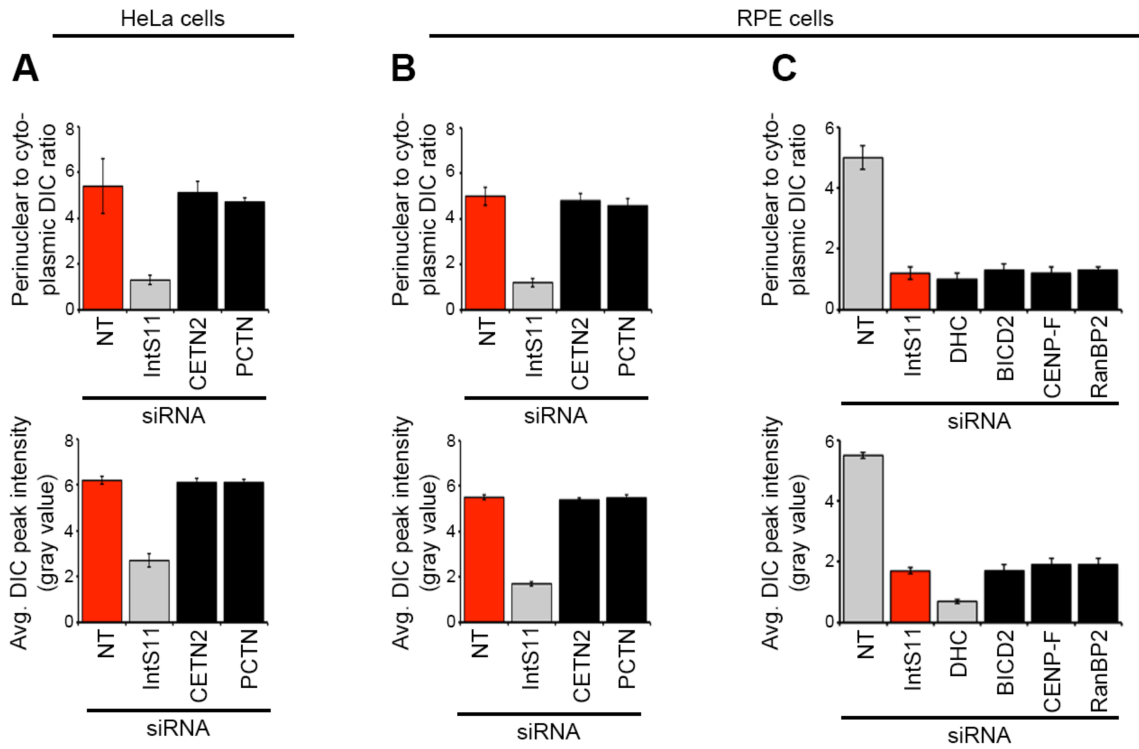 HeLa cells
RPE cells
A
B
C
Perinuclear to cyto-
plasmic DIC ratio
8
6
4
2
0
NT
IntS11
CETN2
PCTN
siRNA
Perinuclear to cyto-
plasmic DIC ratio
8
6
4
2
0
NT
IntS11
CETN2
PCTN
siRNA
Perinuclear to cyto-
plasmic DIC ratio
6
4
2
0
NT
IntS11
DHC
BICD2
CENP-F
RanBP2
siRNA
Avg. DIC peak intensity
(gray value)
8
6
4
2
0
NT
IntS11
CETN2
PCTN
siRNA
Avg. DIC peak intensity
(gray value)
8
6
4
2
0
NT
IntS11
CETN2
PCTN
siRNA
Avg. DIC peak intensity
(gray value)
6
4
2
0
NT
IntS11
DHC
BICD2
CENP-F
RanBP2
siRNA